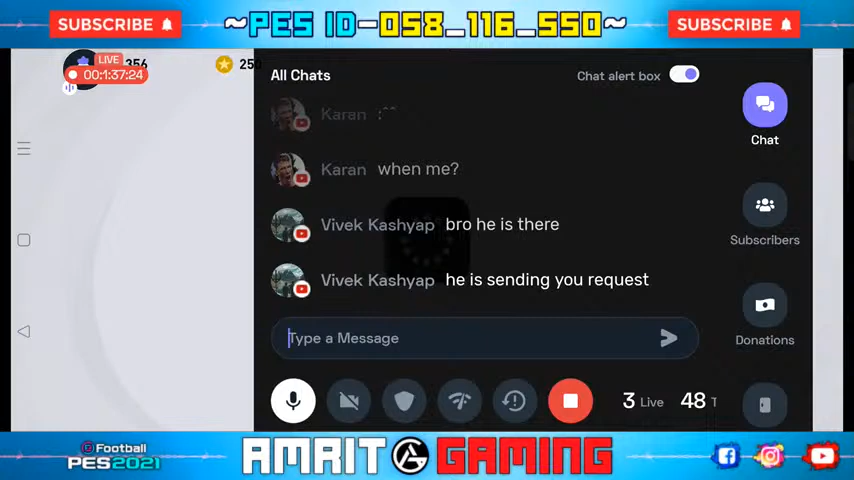 SUBSCRIBE
~PES ID-058_116_550~
SUBSCRIBE
LIVE
356
00:1:37:24
250
All Chats
Chat alert box
Karan :^^
Chat
Karan when me?
Vivek Kashyap bro he is there
Subscribers
Vivek Kashyap he is sending you request
Type a Message
Donations
3 Live 48 T
eFootball
PES2021
AMRIT GAMING